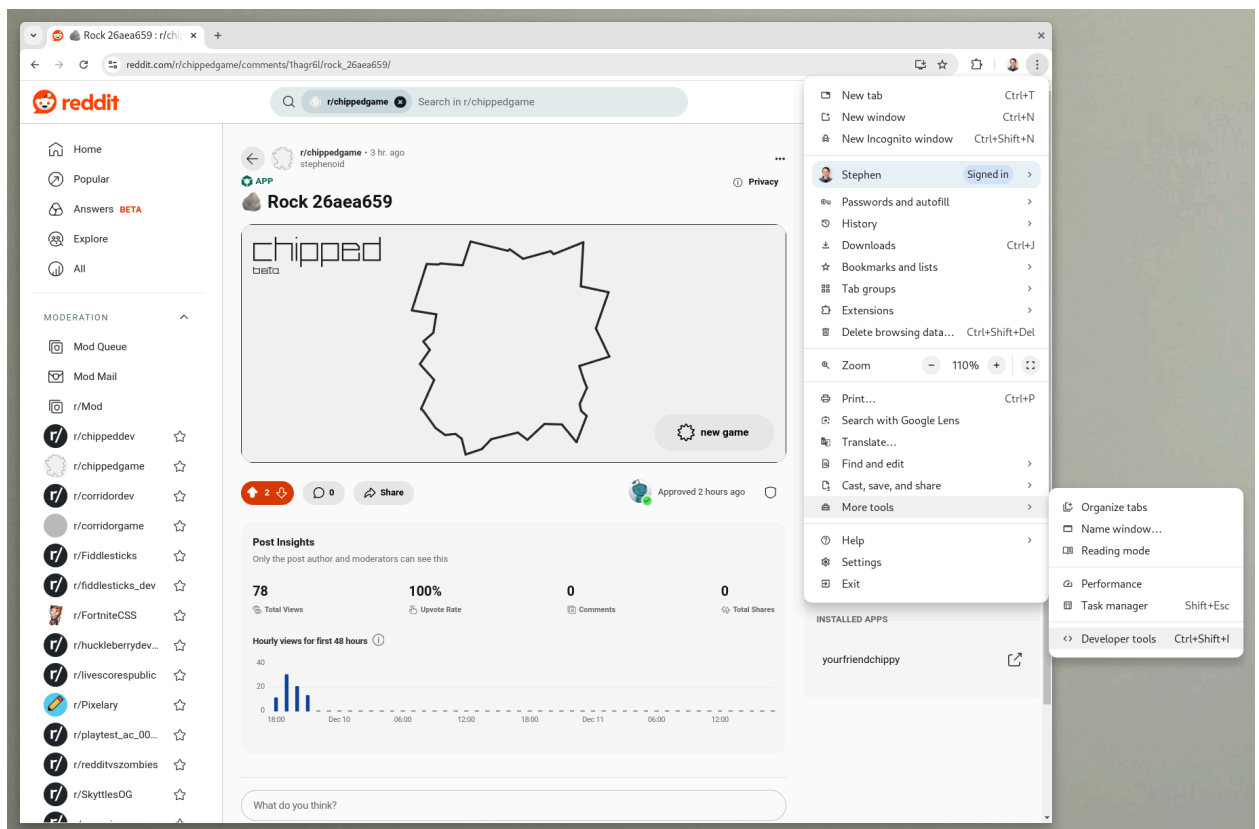 Rock 26aea659 : r/chi
reddit.com/r/chippedgame/comments/1hagr6l/rock_26aea659/
reddit
r/chippedgame
Search in r/chippedgame
Home
Popular
Answers BETA
Explore
All
MODERATION
Mod Queue
Mod Mail
r/Mod
r/chippeddev
r/chippedgame
r/corridordev
r/corridorgame
r/Fiddlesticks
r/fiddlesticks_dev
r/FortniteCSS
r/huckleberrydev...
r/livescorespublic
r/Pixelary
r/playtest_ac_00...
r/redditvszombies
r/SkyttlesOG
r/chippedgame • 3 hr. ago
stephenoid
APP
Privacy
Rock 26aea659
chipped
beta
new game
2
0
Share
Approved 2 hours ago
Post Insights
Only the post author and moderators can see this
78
Total Views
100%
Upvote Rate
0
Comments
0
Total Shares
Hourly views for first 48 hours
40
20
0
18:00
Dec 10
06:00
12:00
18:00
Dec 11
06:00
12:00
What do you think?
New tab Ctrl+T
New window Ctrl+N
New Incognito window Ctrl+Shift+N
Stephen Signed in
Passwords and autofill
History
Downloads Ctrl+J
Bookmarks and lists
Tab groups
Extensions
Delete browsing data... Ctrl+Shift+Del
Zoom − 110% +
Print... Ctrl+P
Search with Google Lens
Translate...
Find and edit
Cast, save, and share
More tools
Help
Settings
Exit
INSTALLED APPS
yourfriendchippy
Organize tabs
Name window...
Reading mode
Performance
Task manager Shift+Esc
Developer tools Ctrl+Shift+I